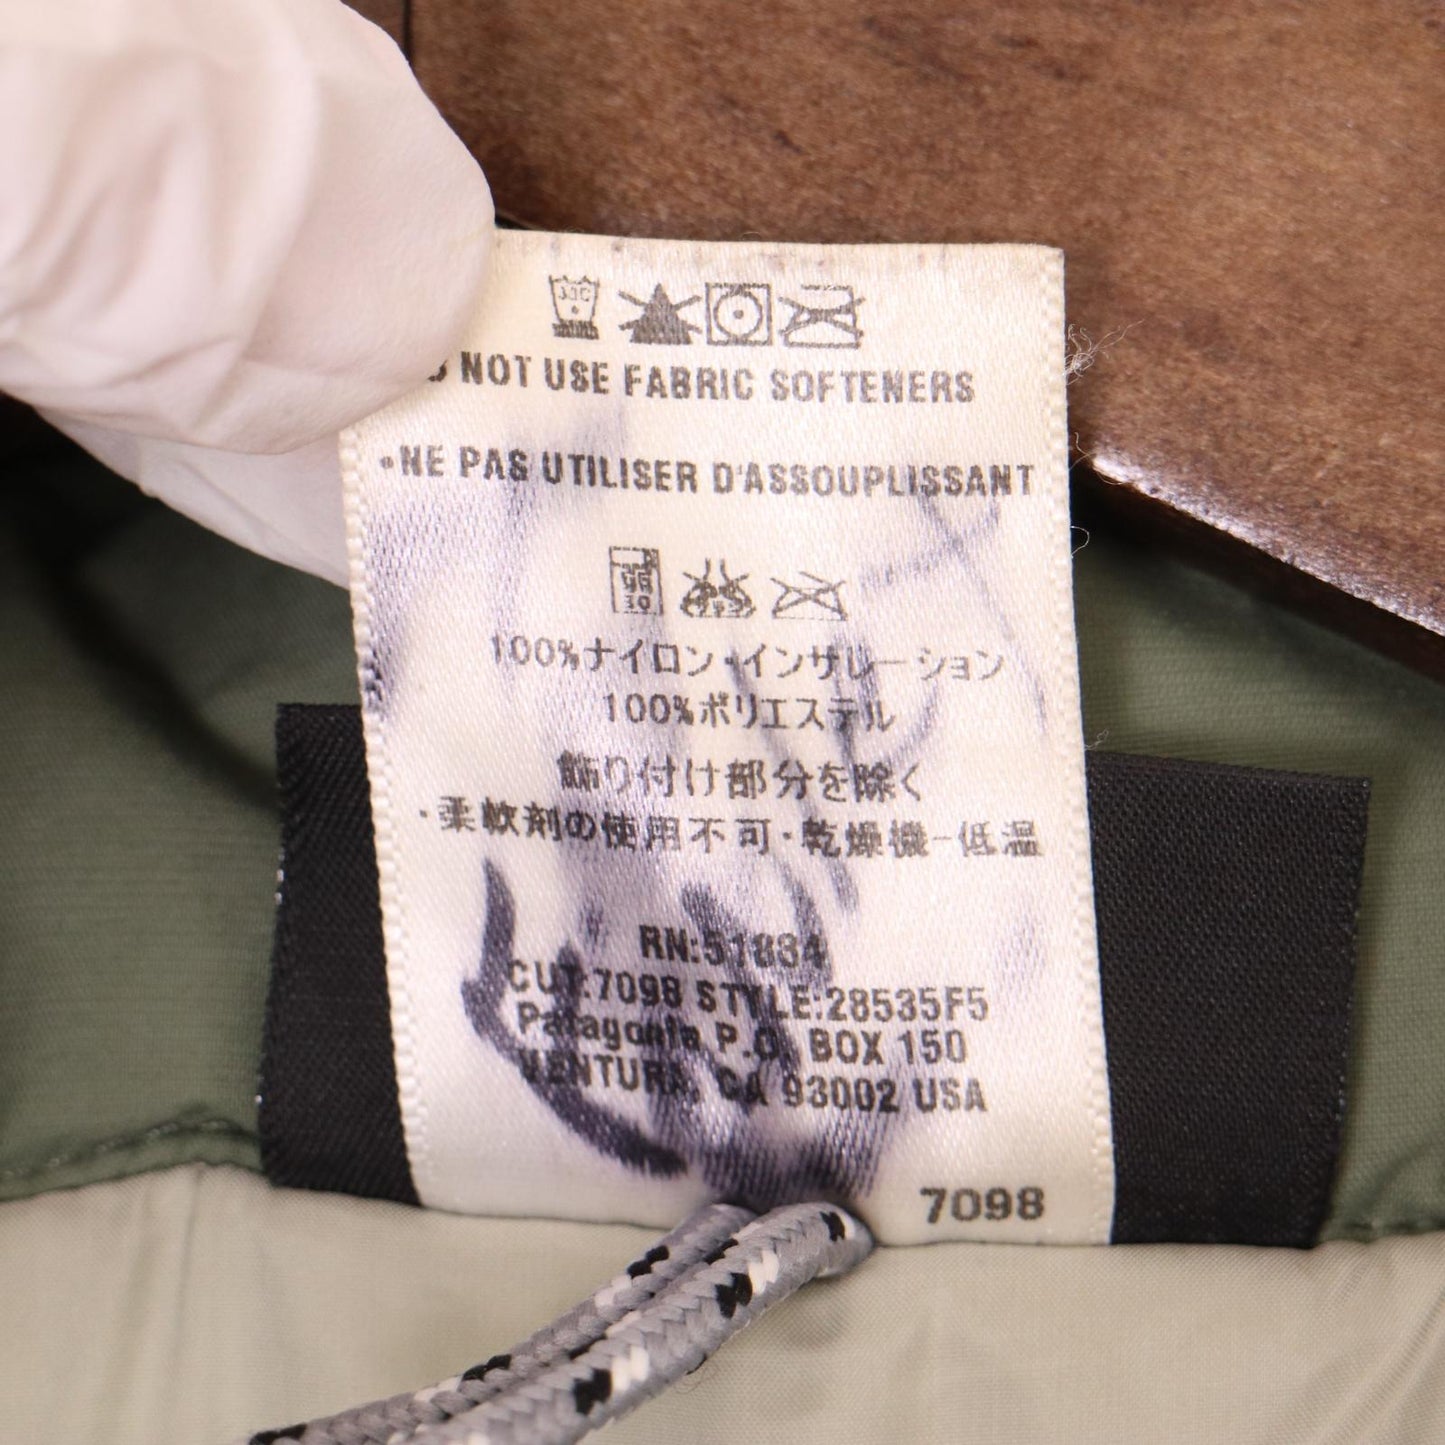 NOT USE FABRIC SOFTENERS
•NE PAS UTILISER D'ASSOUPLISSANT
100%ナイロン・インサレーション
100%ポリエステル
飾り付け部分を除く
・柔軟剤の使用不可・乾燥機-低温
RN:51884
CUT:7098 STYLE:28535F5
Patagonia P.O. BOX 150
VENTURA, CA 93002 USA
7098